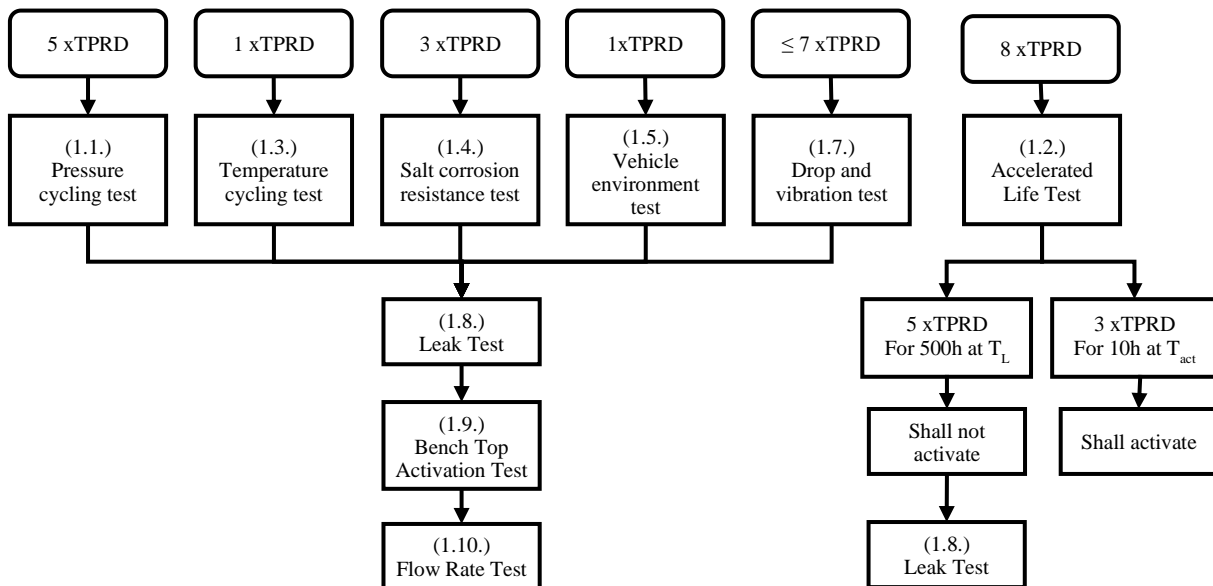 5 xTPRD
1 xTPRD
3 xTPRD
1xTPRD
≤ 7 xTPRD
8 xTPRD
(1.1.)
Pressure
cycling test
(1.3.)
Temperature
cycling test
(1.4.)
Salt corrosion
resistance test
(1.5.)
Vehicle
environment
test
(1.7.)
Drop and
vibration test
(1.2.)
Accelerated
Life Test
(1.8.)
Leak Test
5 xTPRD
For 500h at T_L
3 xTPRD
For 10h at T_act
(1.9.)
Bench Top
Activation Test
Shall not
activate
Shall activate
(1.10.)
Flow Rate Test
(1.8.)
Leak Test